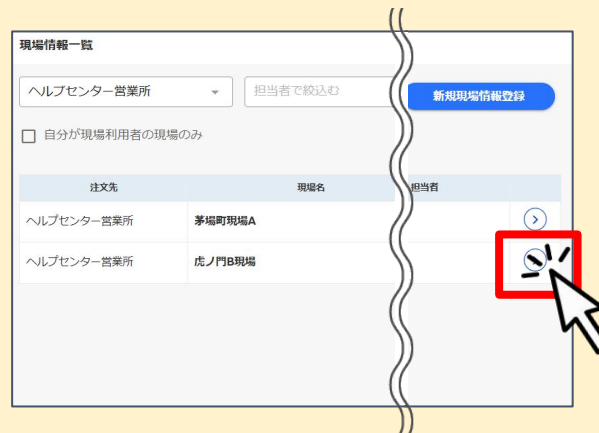 現場情報一覧
ヘルプセンター営業所
担当者で絞込む
新規現場情報登録
自分が現場利用者の現場のみ
注文先 現場名 担当者
ヘルプセンター営業所 茅場町現場A
ヘルプセンター営業所 虎ノ門B現場